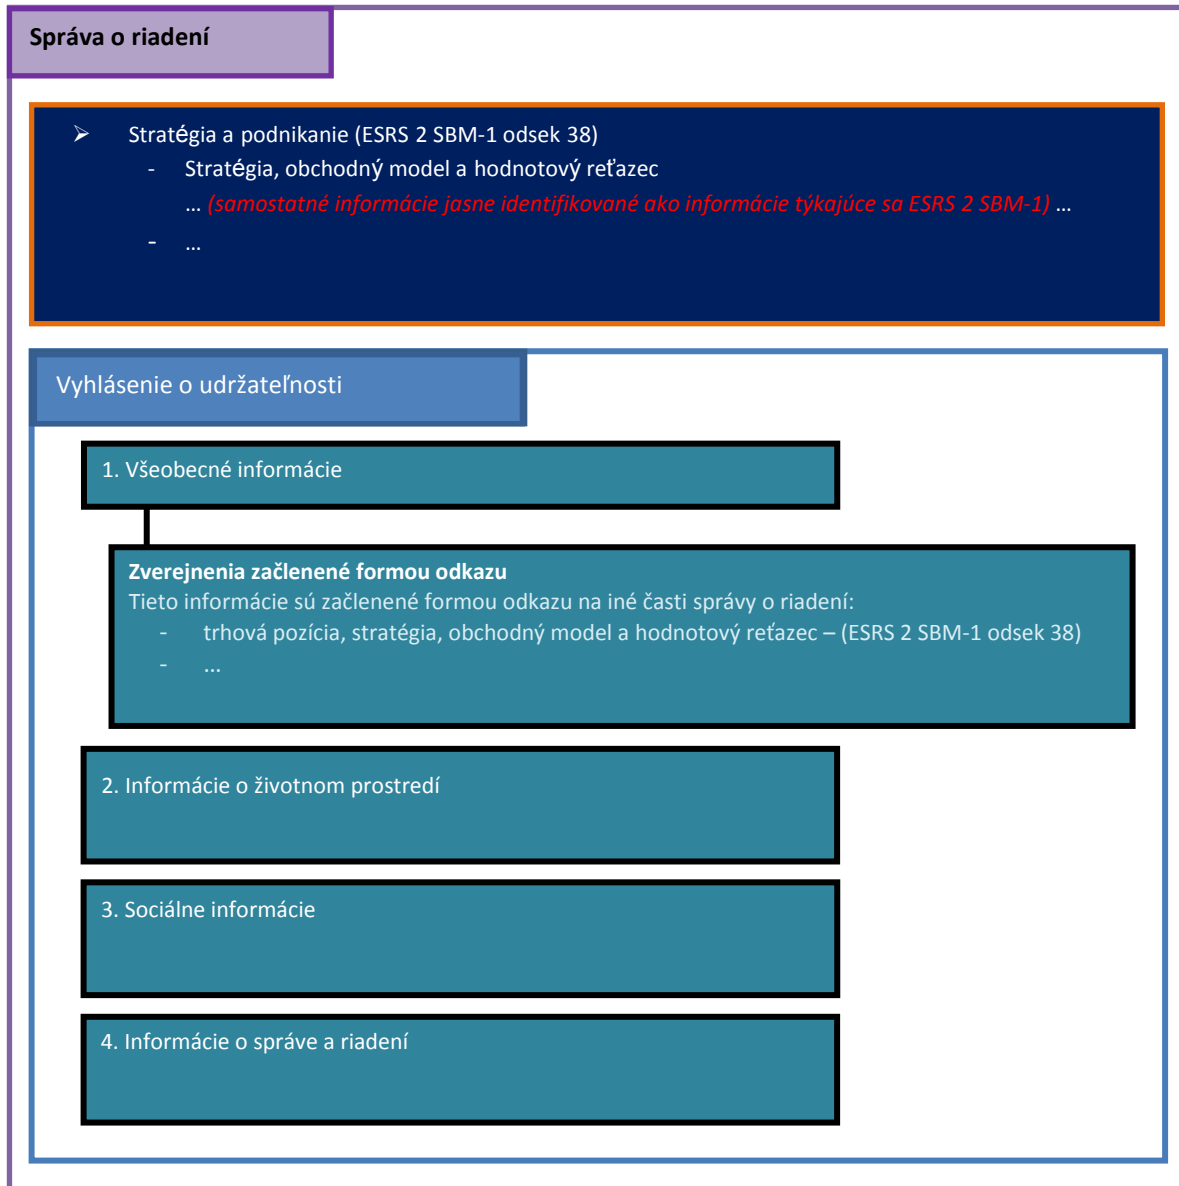 Správa o riadení
➢ Stratégia a podnikanie (ESRS 2 SBM-1 odsek 38)
- Stratégia, obchodný model a hodnotový reťazec
... (samostatné informácie jasne identifikované ako informácie týkajúce sa ESRS 2 SBM-1) ...
- ...
Vyhlásenie o udržateľnosti
1. Všeobecné informácie
Zverejnenia začlenené formou odkazu
Tieto informácie sú začlenené formou odkazu na iné časti správy o riadení:
- trhová pozícia, stratégia, obchodný model a hodnotový reťazec – (ESRS 2 SBM-1 odsek 38)
- ...
2. Informácie o životnom prostredí
3. Sociálne informácie
4. Informácie o správe a riadení